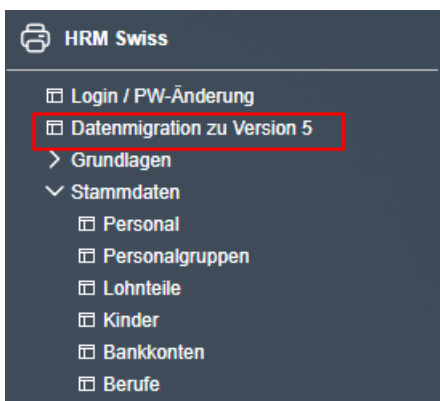 HRM Swiss
Login / PW-Änderung
Datenmigration zu Version 5
Grundlagen
Stammdaten
Personal
Personalgruppen
Lohnteile
Kinder
Bankkonten
Berufe